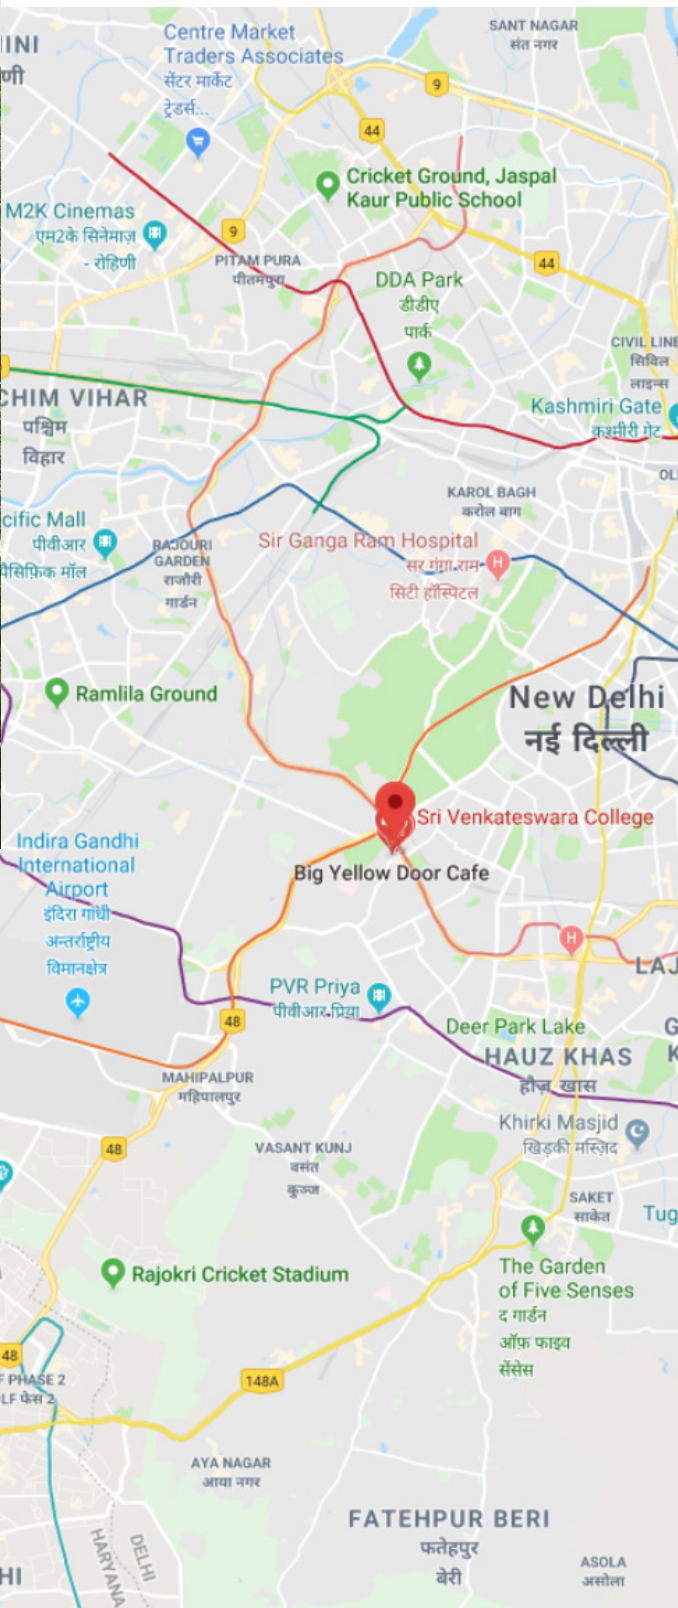 Centre Market
Traders Associates
सेंटर मार्केट
ट्रेडर्स...
SANT NAGAR
संत नगर
INI
णी
9
44
Cricket Ground, Jaspal
Kaur Public School
M2K Cinemas
एम2के सिनेमाज़
- रोहिणी
9
PITAM PURA
पीतमपुरा
44
DDA Park
डीडीए
पार्क
CIVIL LINE
सिविल
लाइन्स
CHIM VIHAR
पश्चिम
विहार
Kashmiri Gate
कश्मीरी गेट
OL
KAROL BAGH
करोल बाग
cific Mall
पीवीआर
पैसिफ़िक मॉल
RAJOURI
GARDEN
राजौरी
गार्डन
Sir Ganga Ram Hospital
सर गंगा राम
सिटी हॉस्पिटल
H
Ramlila Ground
New Delhi
नई दिल्ली
Sri Venkateswara College
Big Yellow Door Cafe
Indira Gandhi
International
Airport
इंदिरा गांधी
अन्तर्राष्ट्रीय
विमानक्षेत्र
H
LAJ
PVR Priya
पीवीआर प्रिया
48
Deer Park Lake
HAUZ KHAS
हौज़ खास
G
K
MAHIPALPUR
महिपालपुर
Khirki Masjid
खिड़की मस्ज़िद
48
VASANT KUNJ
वसंत
कुञ्ज
SAKET
साकेत
Tug
Rajokri Cricket Stadium
The Garden
of Five Senses
द गार्डन
ऑफ़ फाइव
सेंसेस
48
F PHASE 2
LF फेस 2
148A
AYA NAGAR
आया नगर
FATEHPUR BERI
फतेहपुर
बेरी
DELHI
HARYANA
HI
ASOLA
असोला